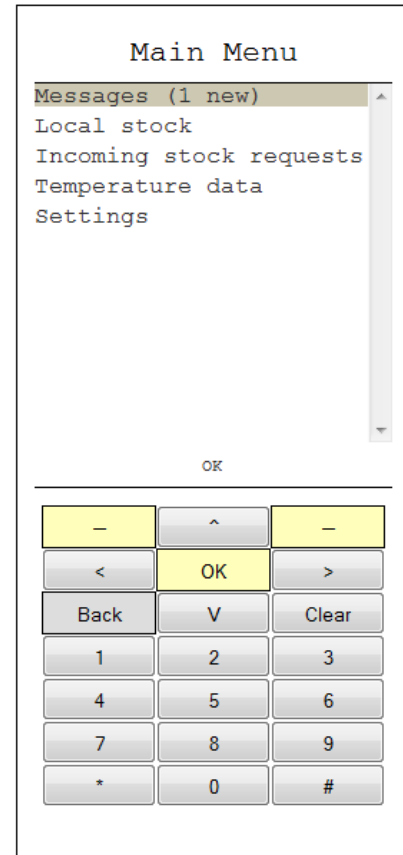 Main Menu
Messages (1 new)
Local stock
Incoming stock requests
Temperature data
Settings
OK
– ^ –
< OK >
Back V Clear
1 2 3
4 5 6
7 8 9
* 0 #